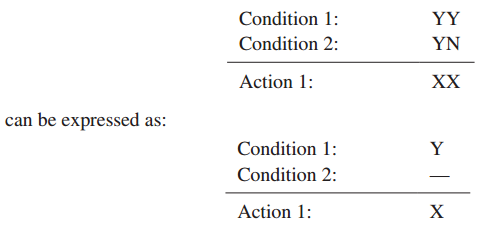 Condition 1: YY
Condition 2: YN
Action 1: XX
can be expressed as:
Condition 1: Y
Condition 2: —
Action 1: X